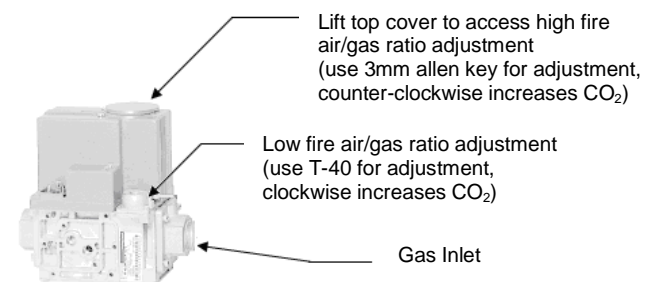 Lift top cover to access high fire
air/gas ratio adjustment
(use 3mm allen key for adjustment,
counter-clockwise increases CO₂)
Low fire air/gas ratio adjustment
(use T-40 for adjustment,
clockwise increases CO₂)
Gas Inlet